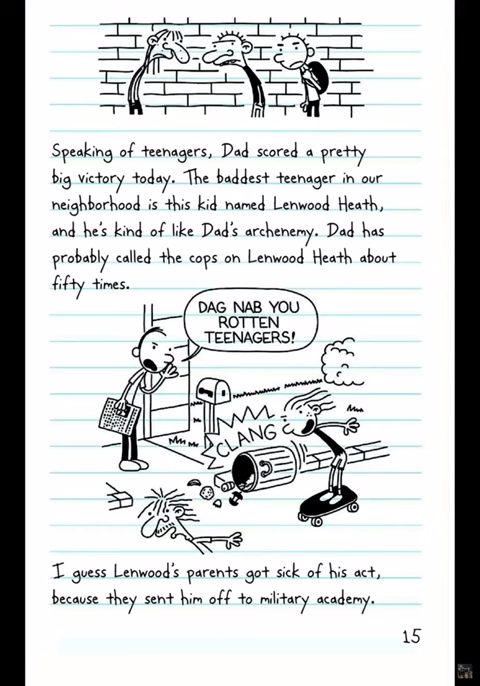 Speaking of teenagers, Dad scored a pretty
big victory today. The baddest teenager in our
neighborhood is this kid named Lenwood Heath,
and he's kind of like Dad's archenemy. Dad has
probably called the cops on Lenwood Heath about
fifty times.
DAG NAB YOU
ROTTEN
TEENAGERS!
CLANG
I guess Lenwood's parents got sick of his act,
because they sent him off to military academy.
15